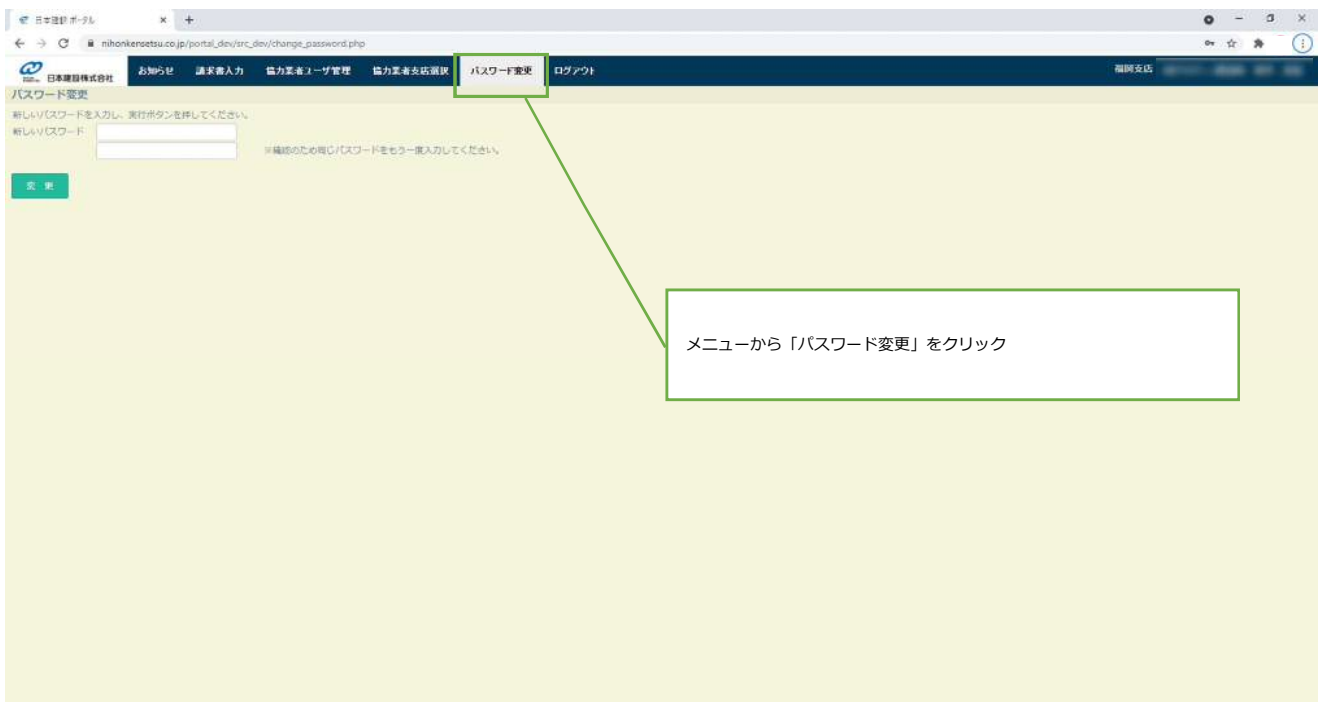 日本建設 ポータル
nihonkensetsu.co.jp/portal_dev/src_dev/change_password.php
日本建設株式会社 お知らせ 請求書入力 協力業者ユーザ管理 協力業者支店選択 パスワード変更 ログアウト 福岡支店
パスワード変更
新しいパスワードを入力し、実行ボタンを押してください。
新しいパスワード
※確認のため同じパスワードをもう一度入力してください。
変 更
メニューから「パスワード変更」をクリック